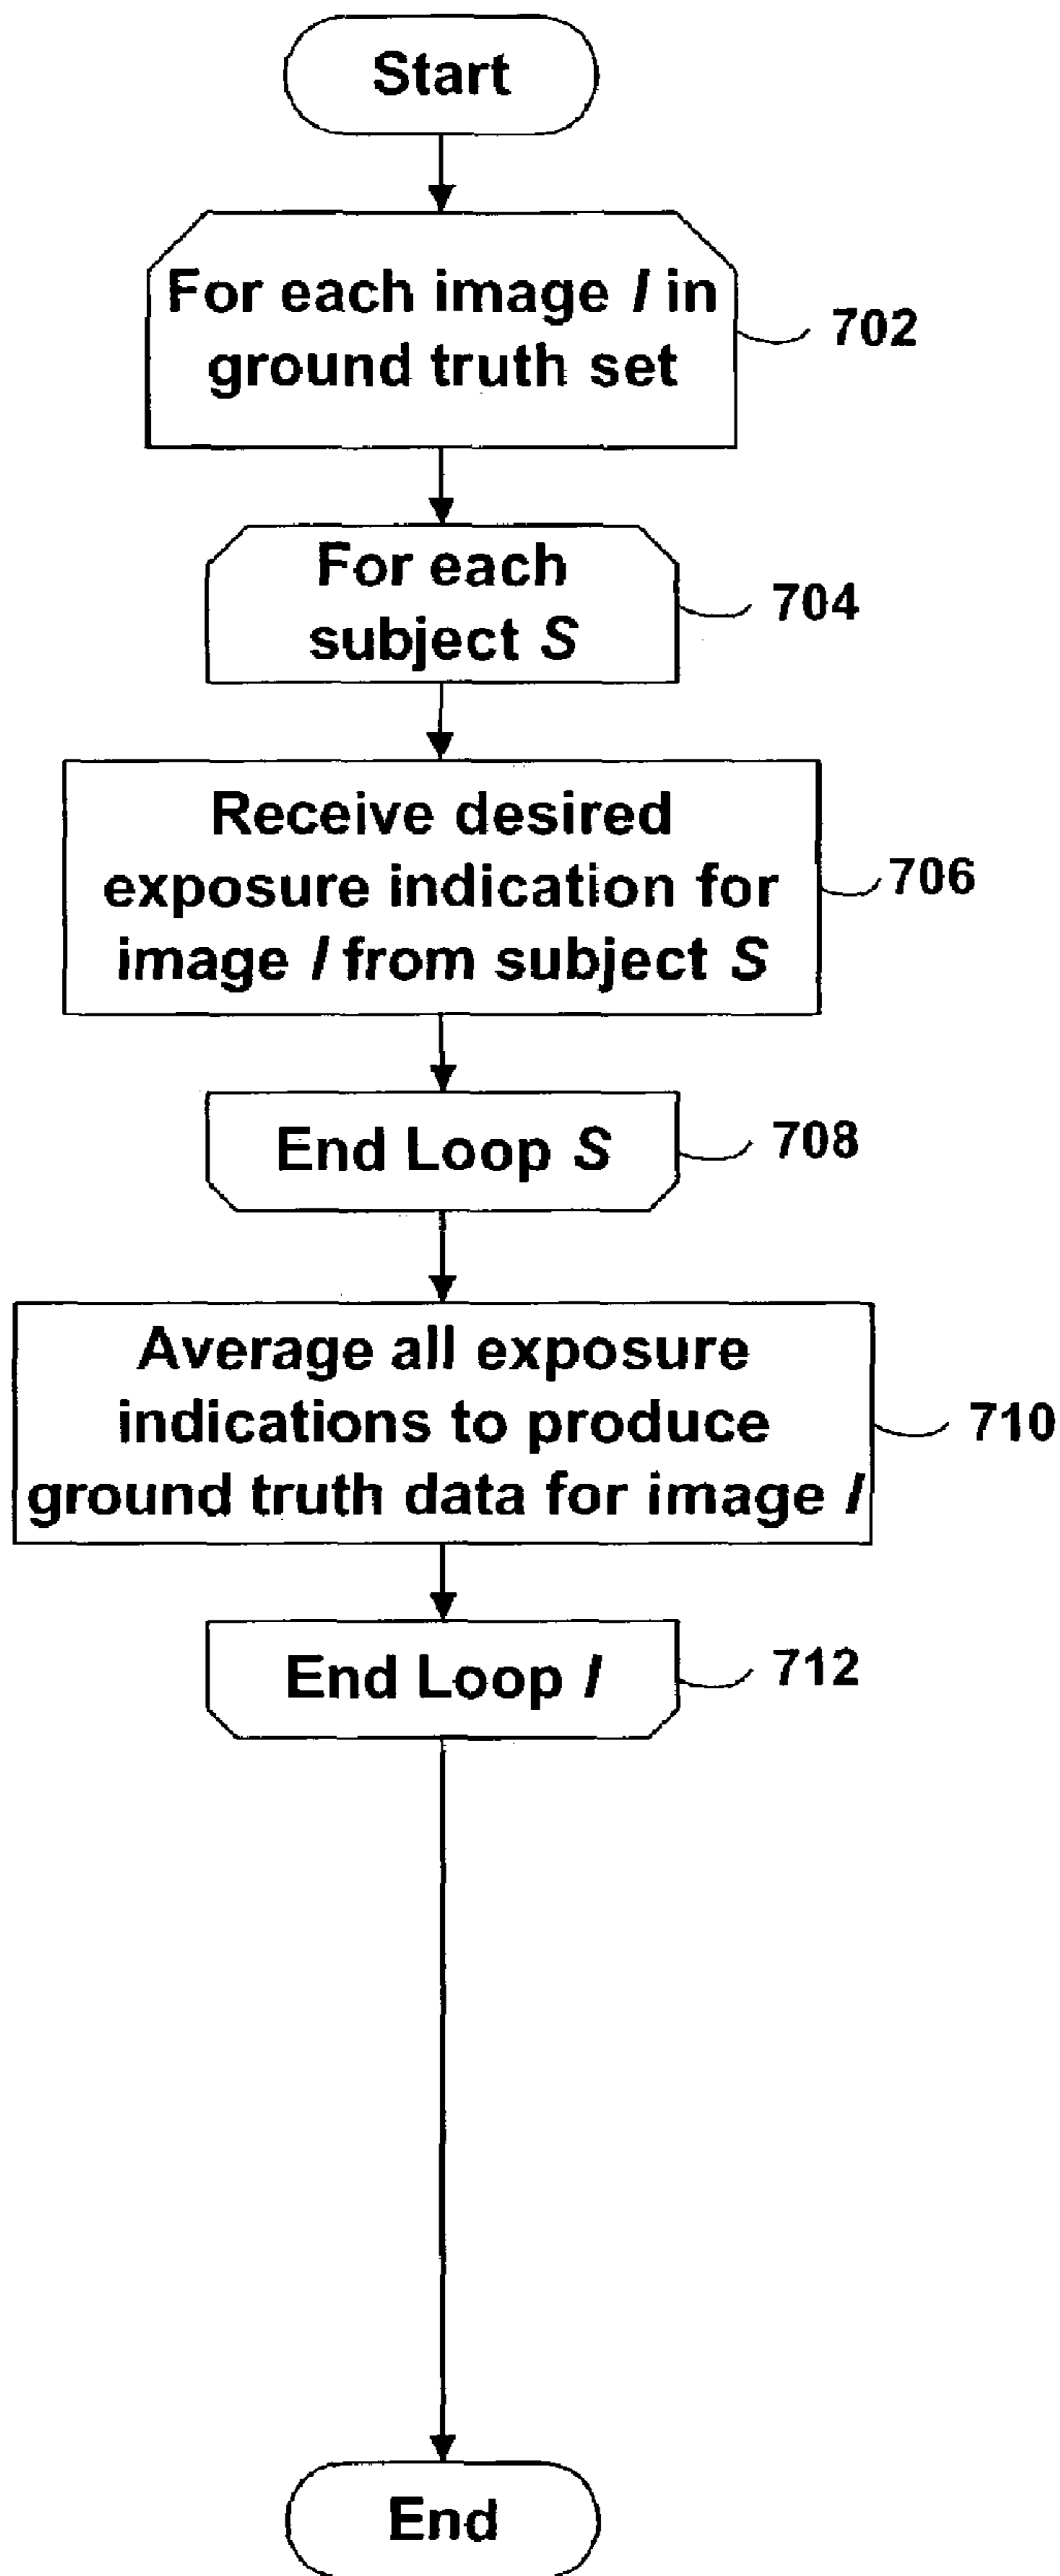 Start
For each image I in
ground truth set
702
For each
subject S
704
Receive desired
exposure indication for
image I from subject S
706
End Loop S
708
Average all exposure
indications to produce
ground truth data for image I
710
End Loop I
712
End